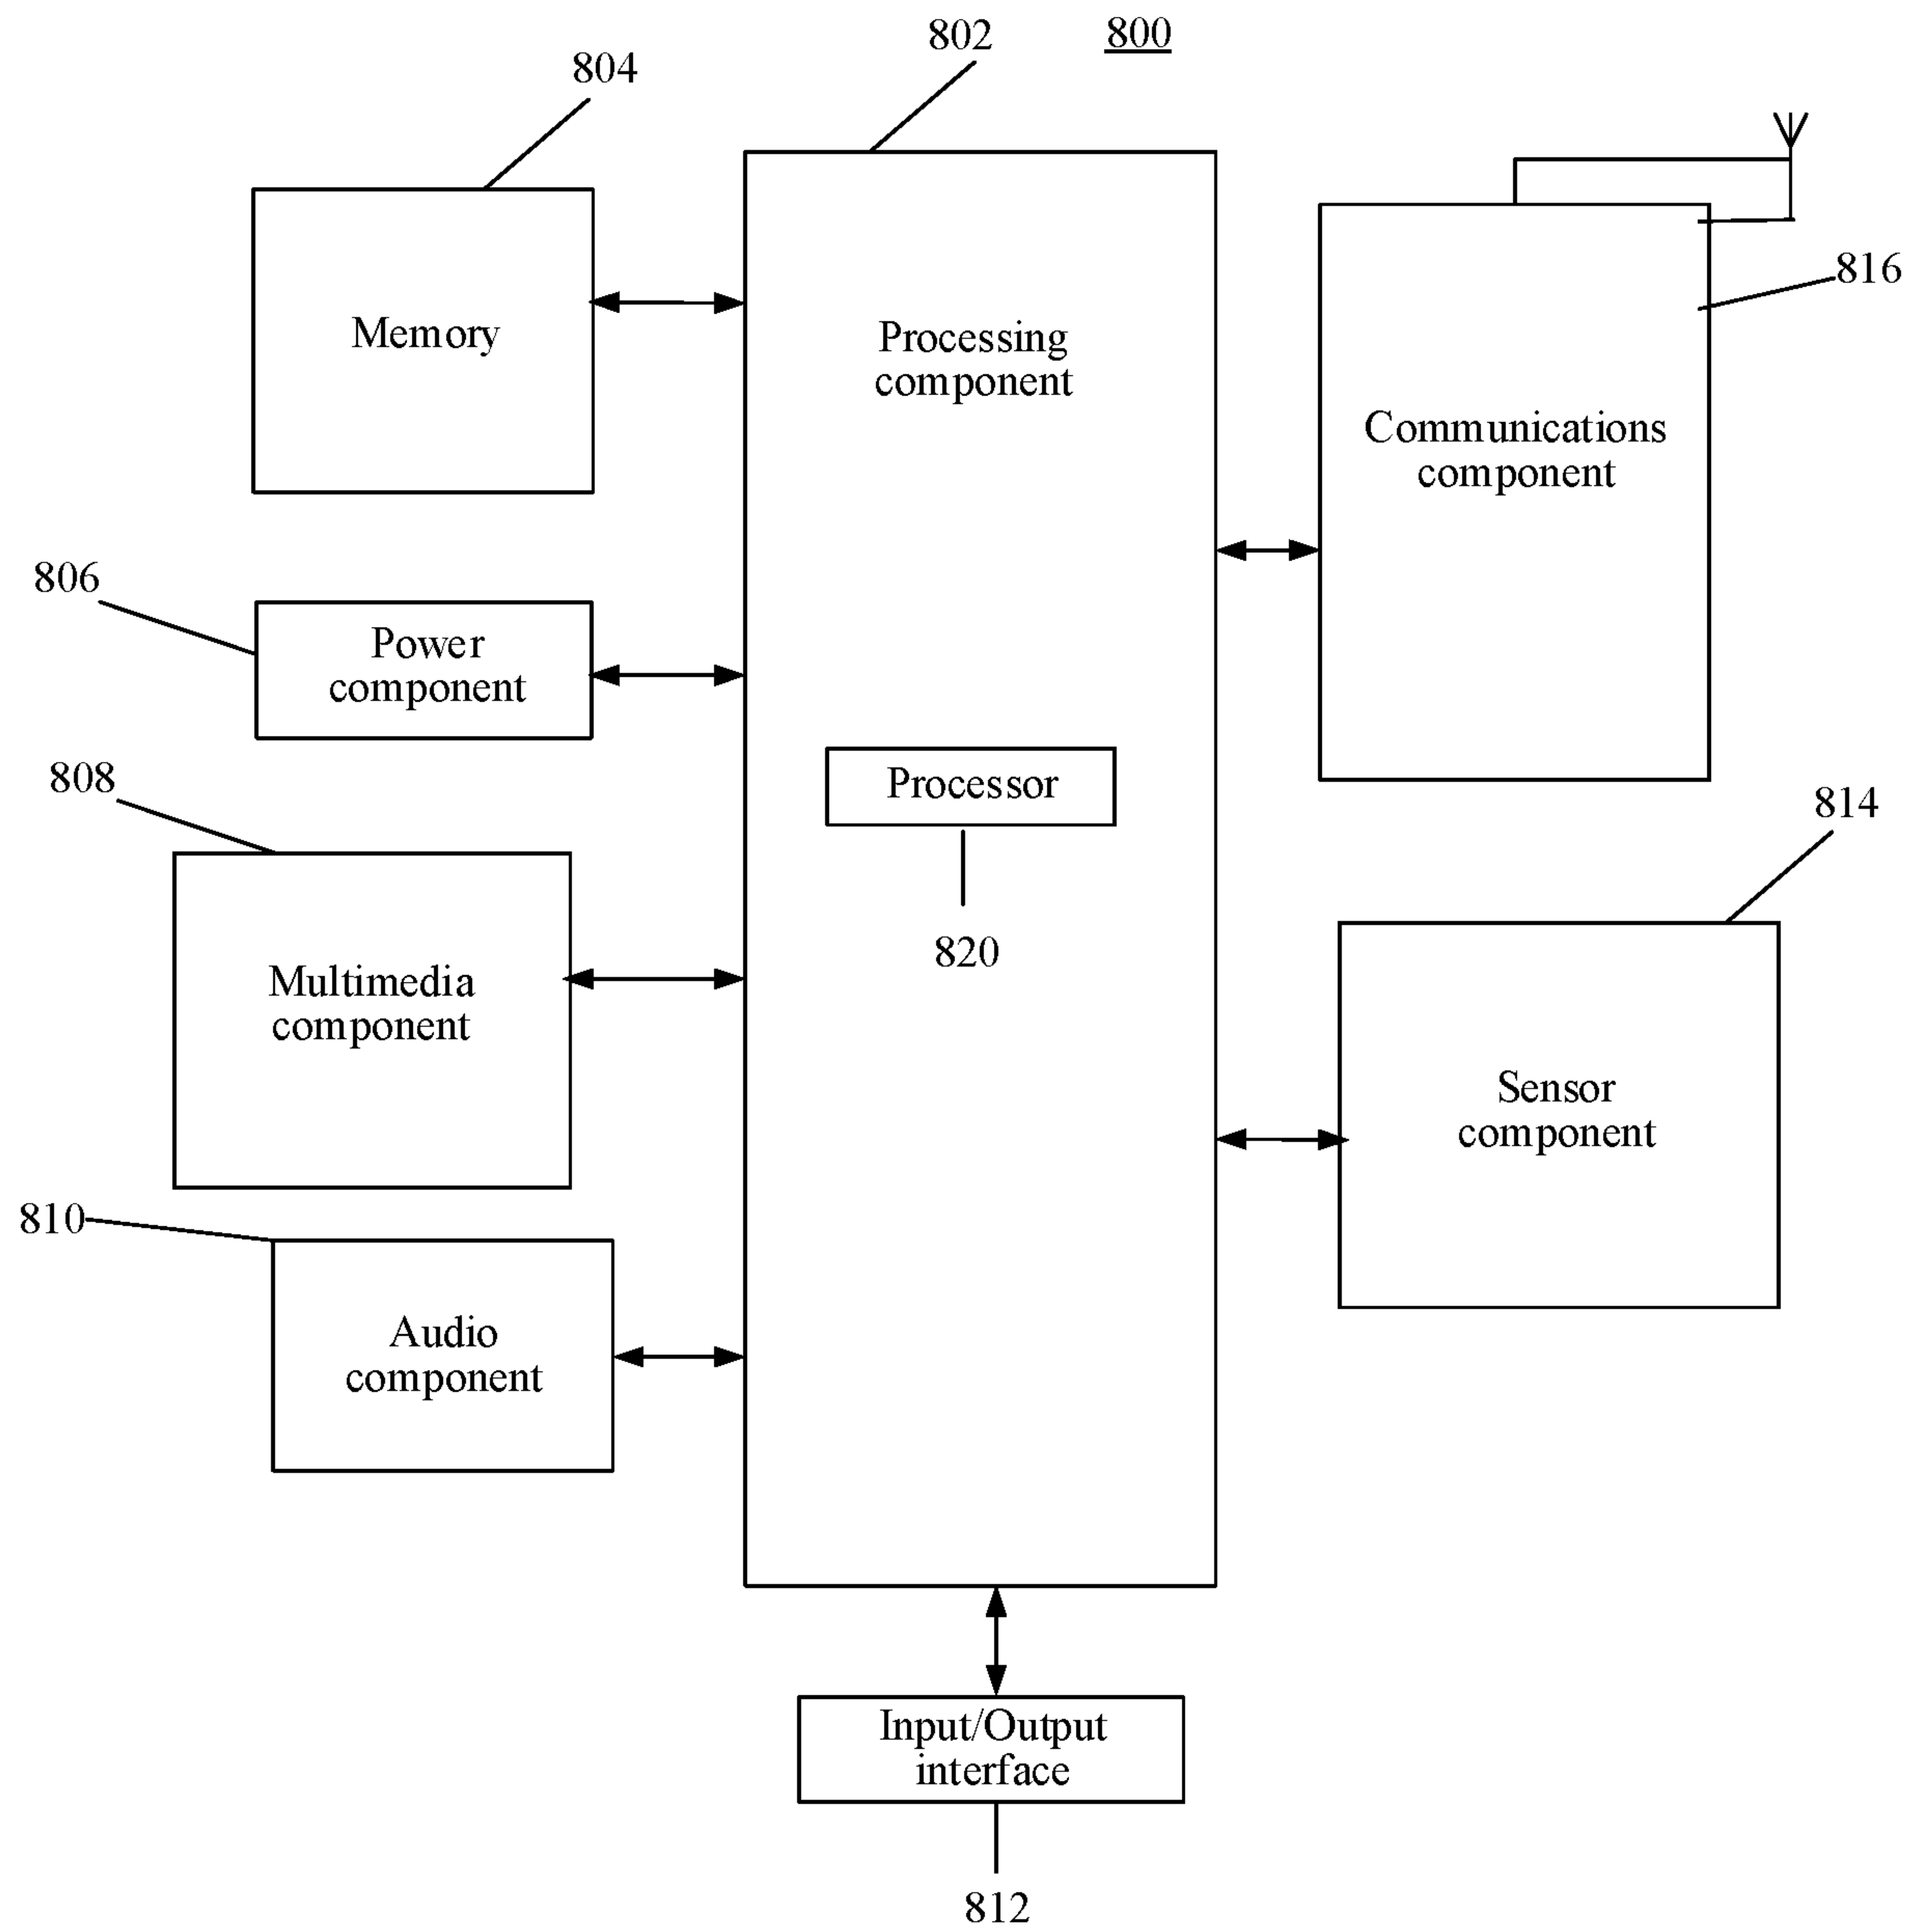 802
800
804
816
Memory
Processing
component
Communications
component
806
Power
component
808
Processor
814
820
Multimedia
component
Sensor
component
810
Audio
component
Input/Output
interface
812